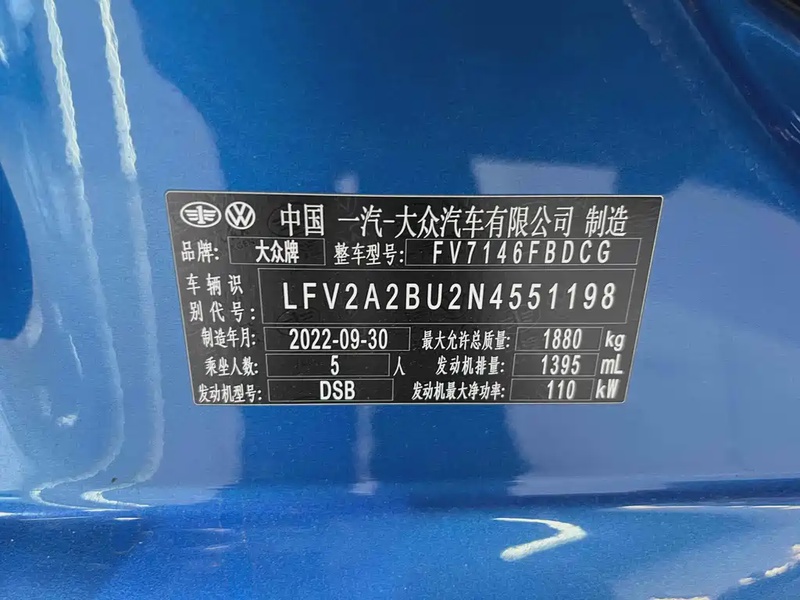 中国 一汽-大众汽车有限公司 制造
品牌: 大众牌 整车型号: FV7146FBDCG
车辆识别代号: LFV2A2BU2N4551198
制造年月: 2022-09-30 最大允许总质量: 1880 kg
乘坐人数: 5 人 发动机排量: 1395 mL
发动机型号: DSB 发动机最大净功率: 110 kW